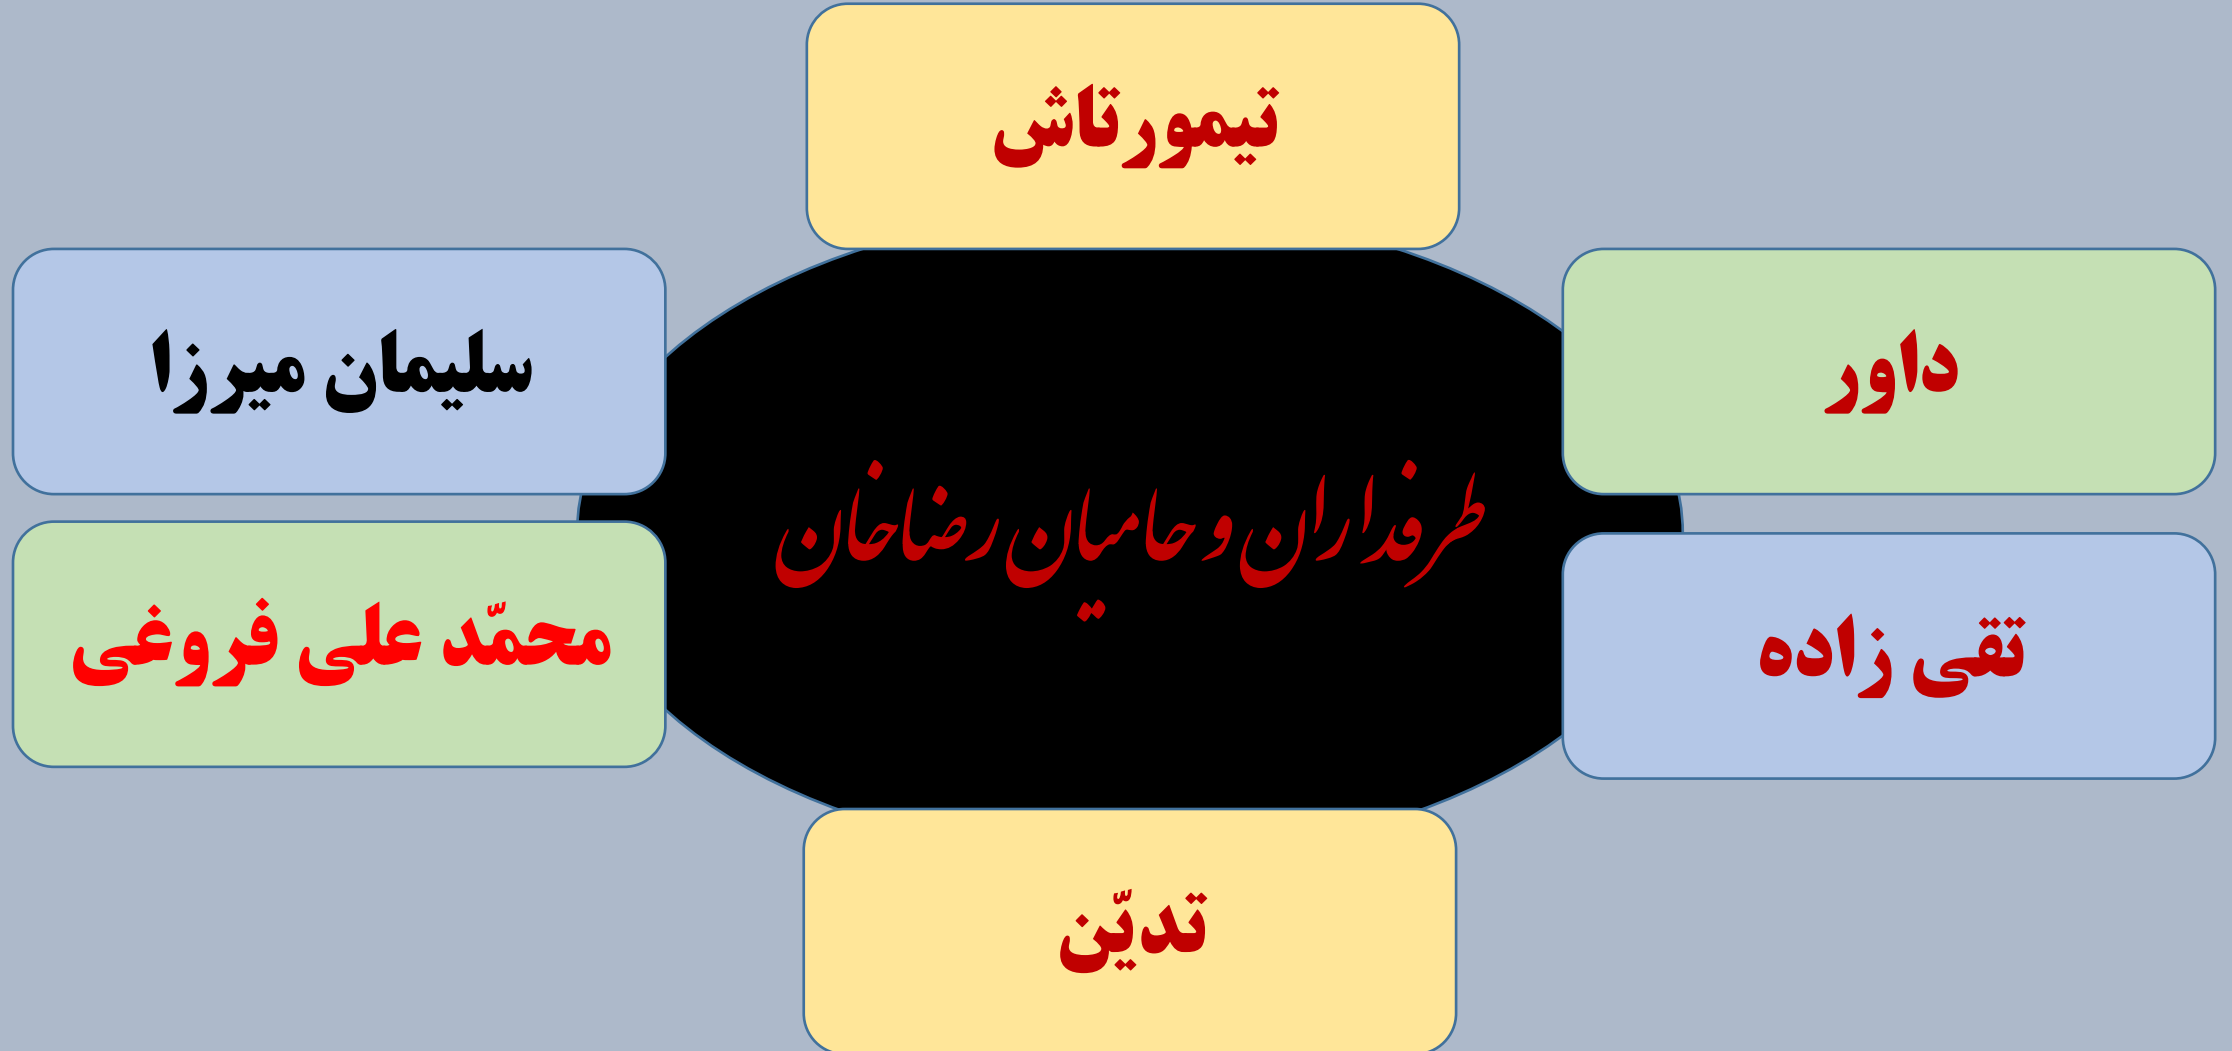 تیمورتاش
داور
سلیمان میرزا
طرفداران و حامیان رضاخان
تقی زاده
محمّد علی فروغی
تدیّن